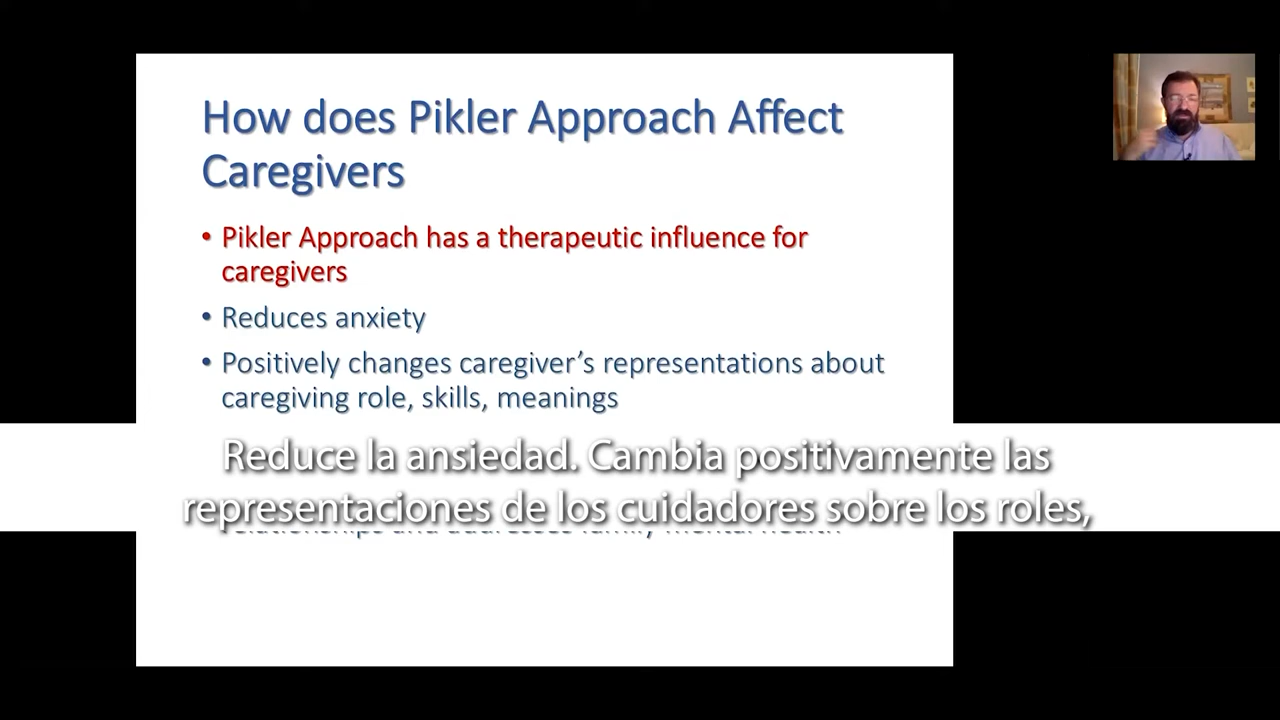 How does Pikler Approach Affect
Caregivers
• Pikler Approach has a therapeutic influence for
caregivers
• Reduces anxiety
• Positively changes caregiver’s representations about
caregiving role, skills, meanings
Reduce la ansiedad. Cambia positivamente las
representaciones de los cuidadores sobre los roles,